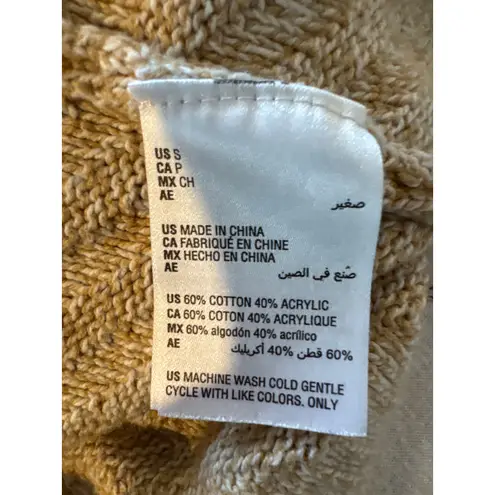 US S
CA P
MX CH
AE صغير
US MADE IN CHINA
CA FABRIQUÉ EN CHINE
MX HECHO EN CHINA
AE صّنع في الصين
US 60% COTTON 40% ACRYLIC
CA 60% COTON 40% ACRYLIQUE
MX 60% algodón 40% acrílico
AE 60% قطن 40% أكريليك
US MACHINE WASH COLD GENTLE
CYCLE WITH LIKE COLORS. ONLY